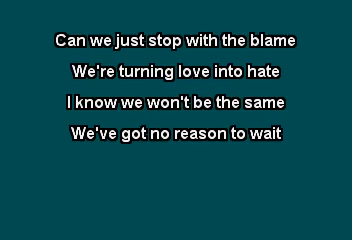 Can we just stop with the blame
We're turning love into hate
I know we won't be the same
We've got no reason to wait